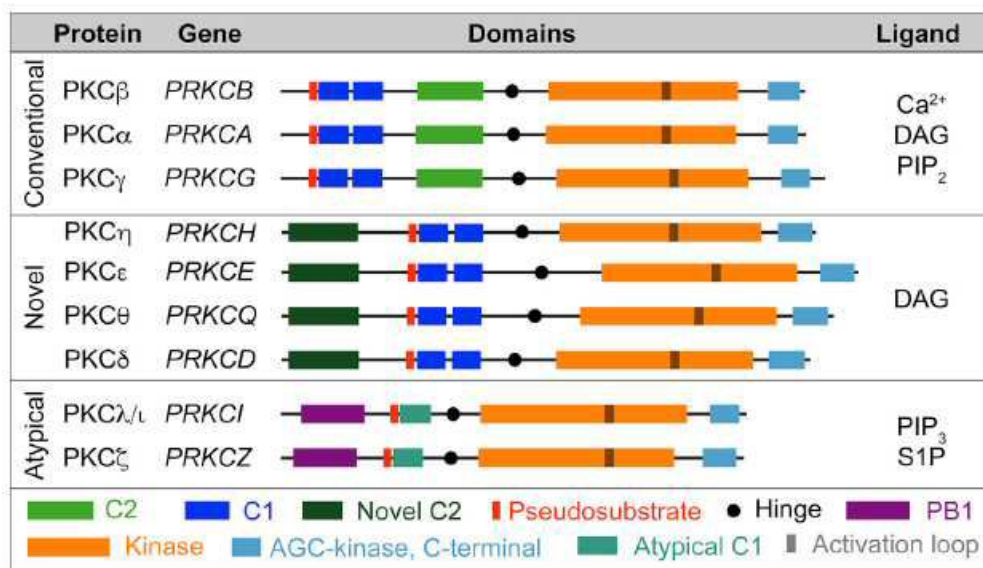 Protein Gene Domains Ligand
Conventional
PKCβ PRKCB
PKCα PRKCA
PKCγ PRKCG
Ca²⁺
DAG
PIP₂
Novel
PKCη PRKCH
PKCε PRKCE
PKCθ PRKCQ
PKCδ PRKCD
DAG
Atypical
PKCλ/ι PRKCI
PKCζ PRKCZ
PIP₃
S1P
C2 C1 Novel C2 Pseudosubstrate Hinge PB1
Kinase AGC-kinase, C-terminal Atypical C1 Activation loop